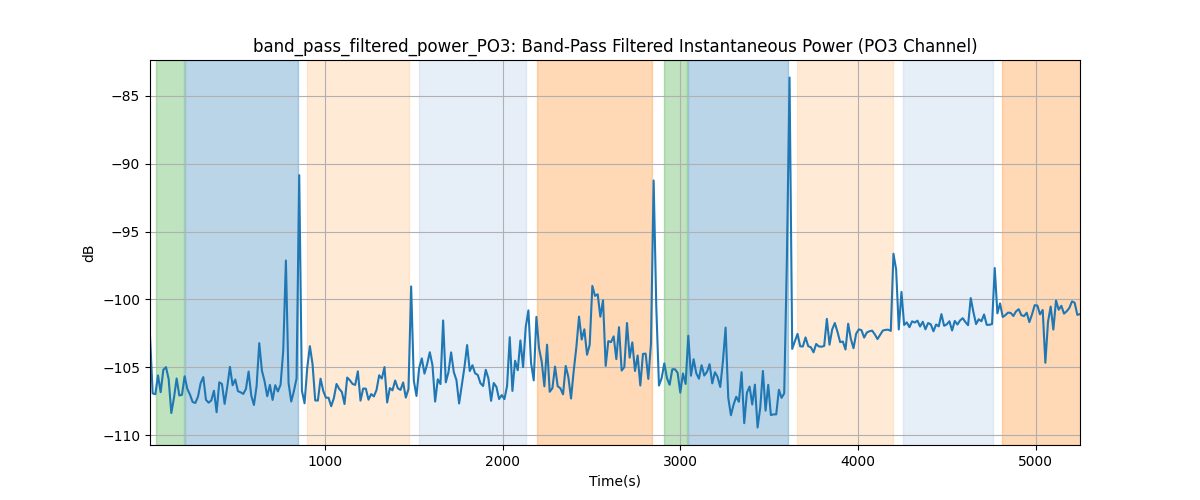 band_pass_filtered_power_PO3: Band-Pass Filtered Instantaneous Power (PO3 Channel)
dB
−85
−90
−95
−100
−105
−110
1000 2000 3000 4000 5000
Time(s)